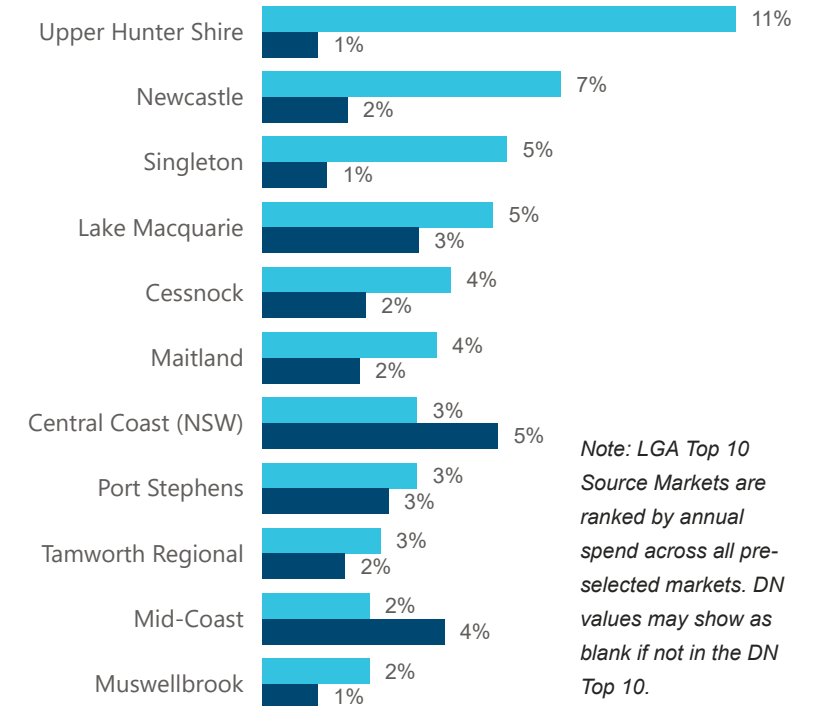 Upper Hunter Shire
11%
1%
Newcastle
7%
2%
Singleton
5%
1%
Lake Macquarie
5%
3%
Cessnock
4%
2%
Maitland
4%
2%
Central Coast (NSW)
3%
5%
Port Stephens
3%
3%
Tamworth Regional
3%
2%
Mid-Coast
2%
4%
Muswellbrook
2%
1%
Note: LGA Top 10
Source Markets are
ranked by annual
spend across all pre-
selected markets. DN
values may show as
blank if not in the DN
Top 10.